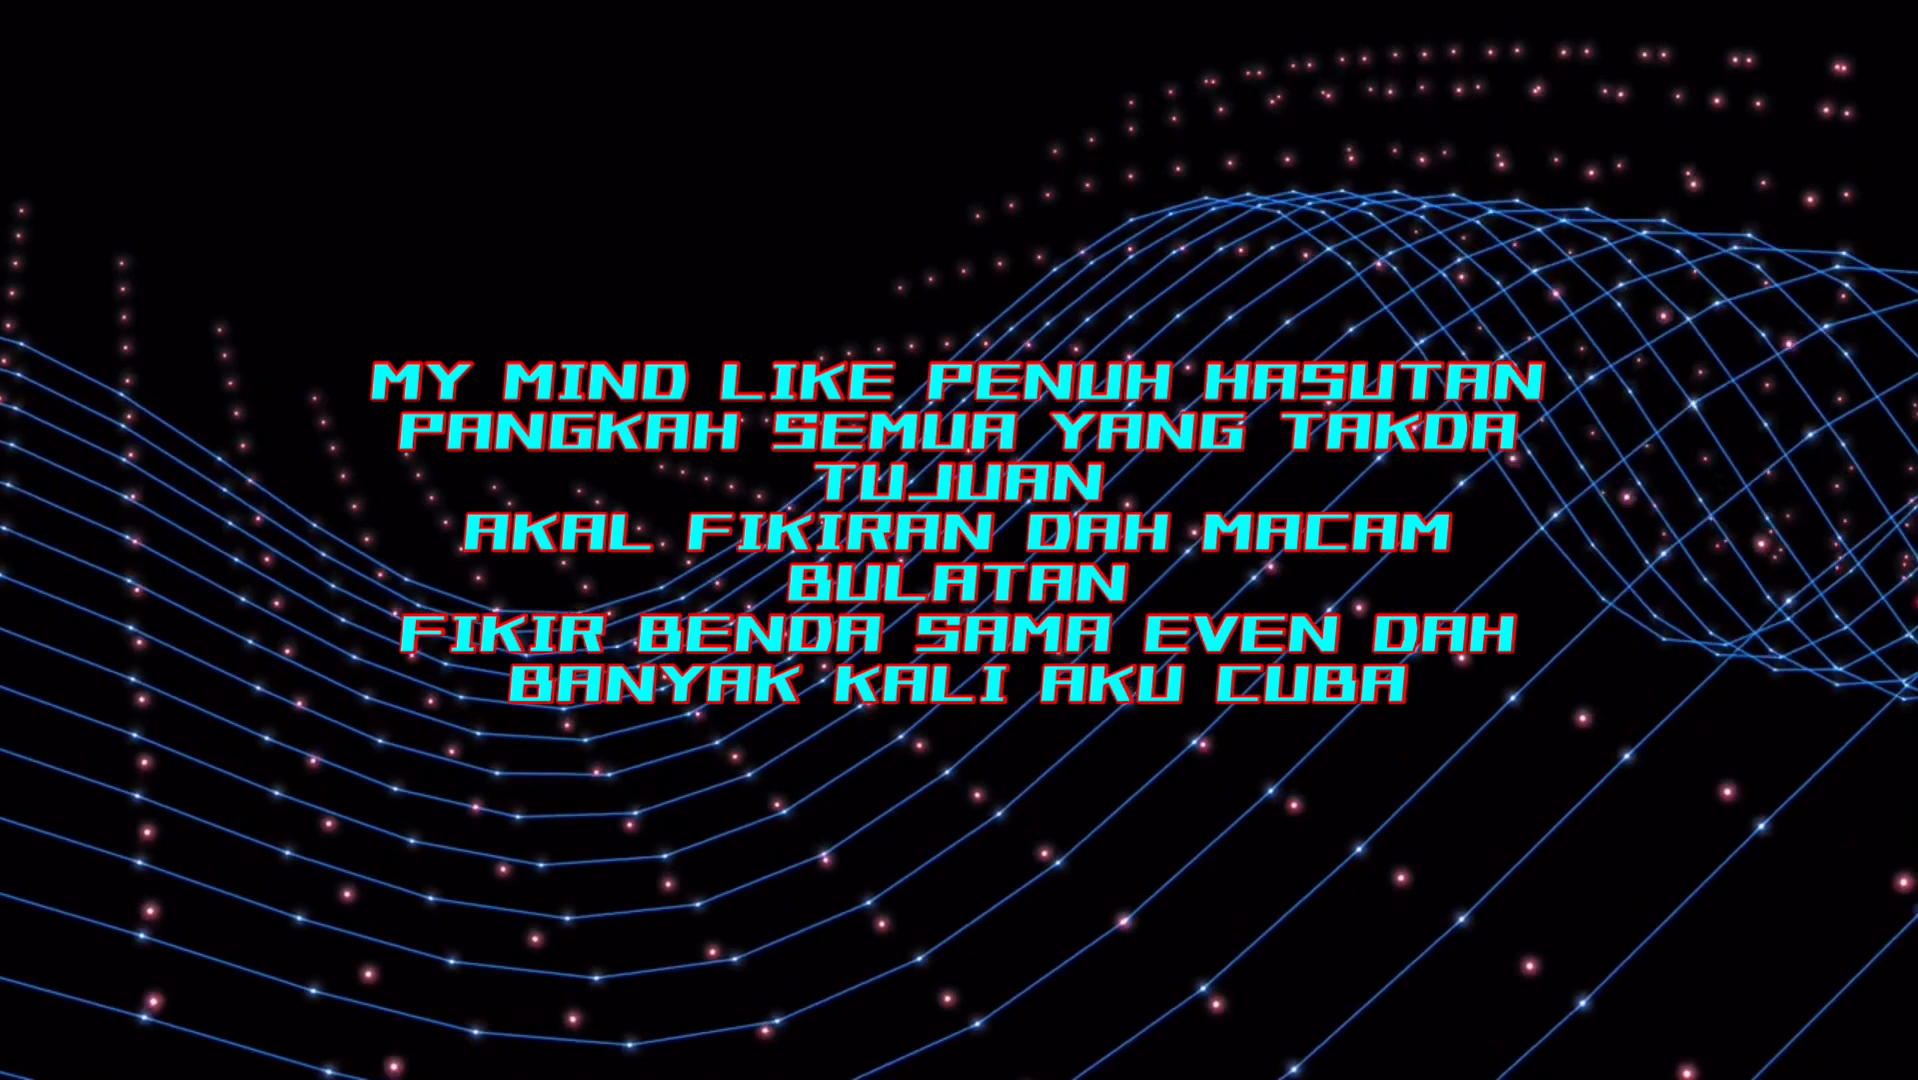 MY MIND LIKE PENUH HASUTAN
PANGKAH SEMUA YANG TAKDA
TUJUAN
AKAL FIKIRAN DAH MACAM
BULATAN
FIKIR BENDA SAMA EVEN DAH
BANYAK KALI AKU CUBA